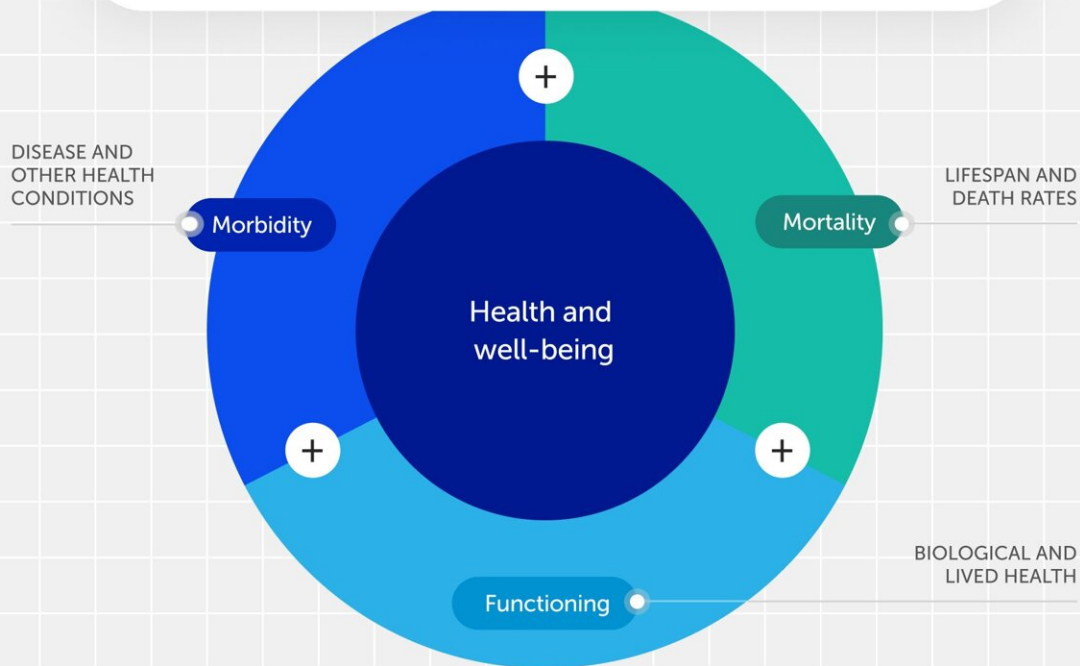 +
DISEASE AND
OTHER HEALTH
CONDITIONS
Morbidity
LIFESPAN AND
DEATH RATES
Mortality
Health and
well-being
+
+
BIOLOGICAL AND
LIVED HEALTH
Functioning